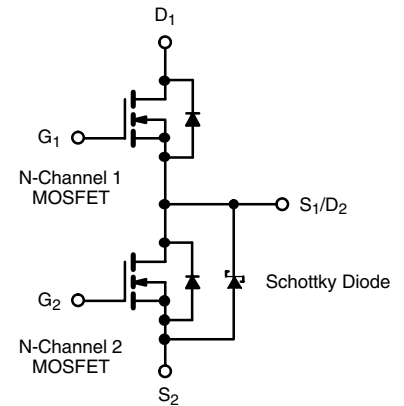 D1
G1
N-Channel 1
MOSFET
S1/D2
Schottky Diode
G2
N-Channel 2
MOSFET
S2